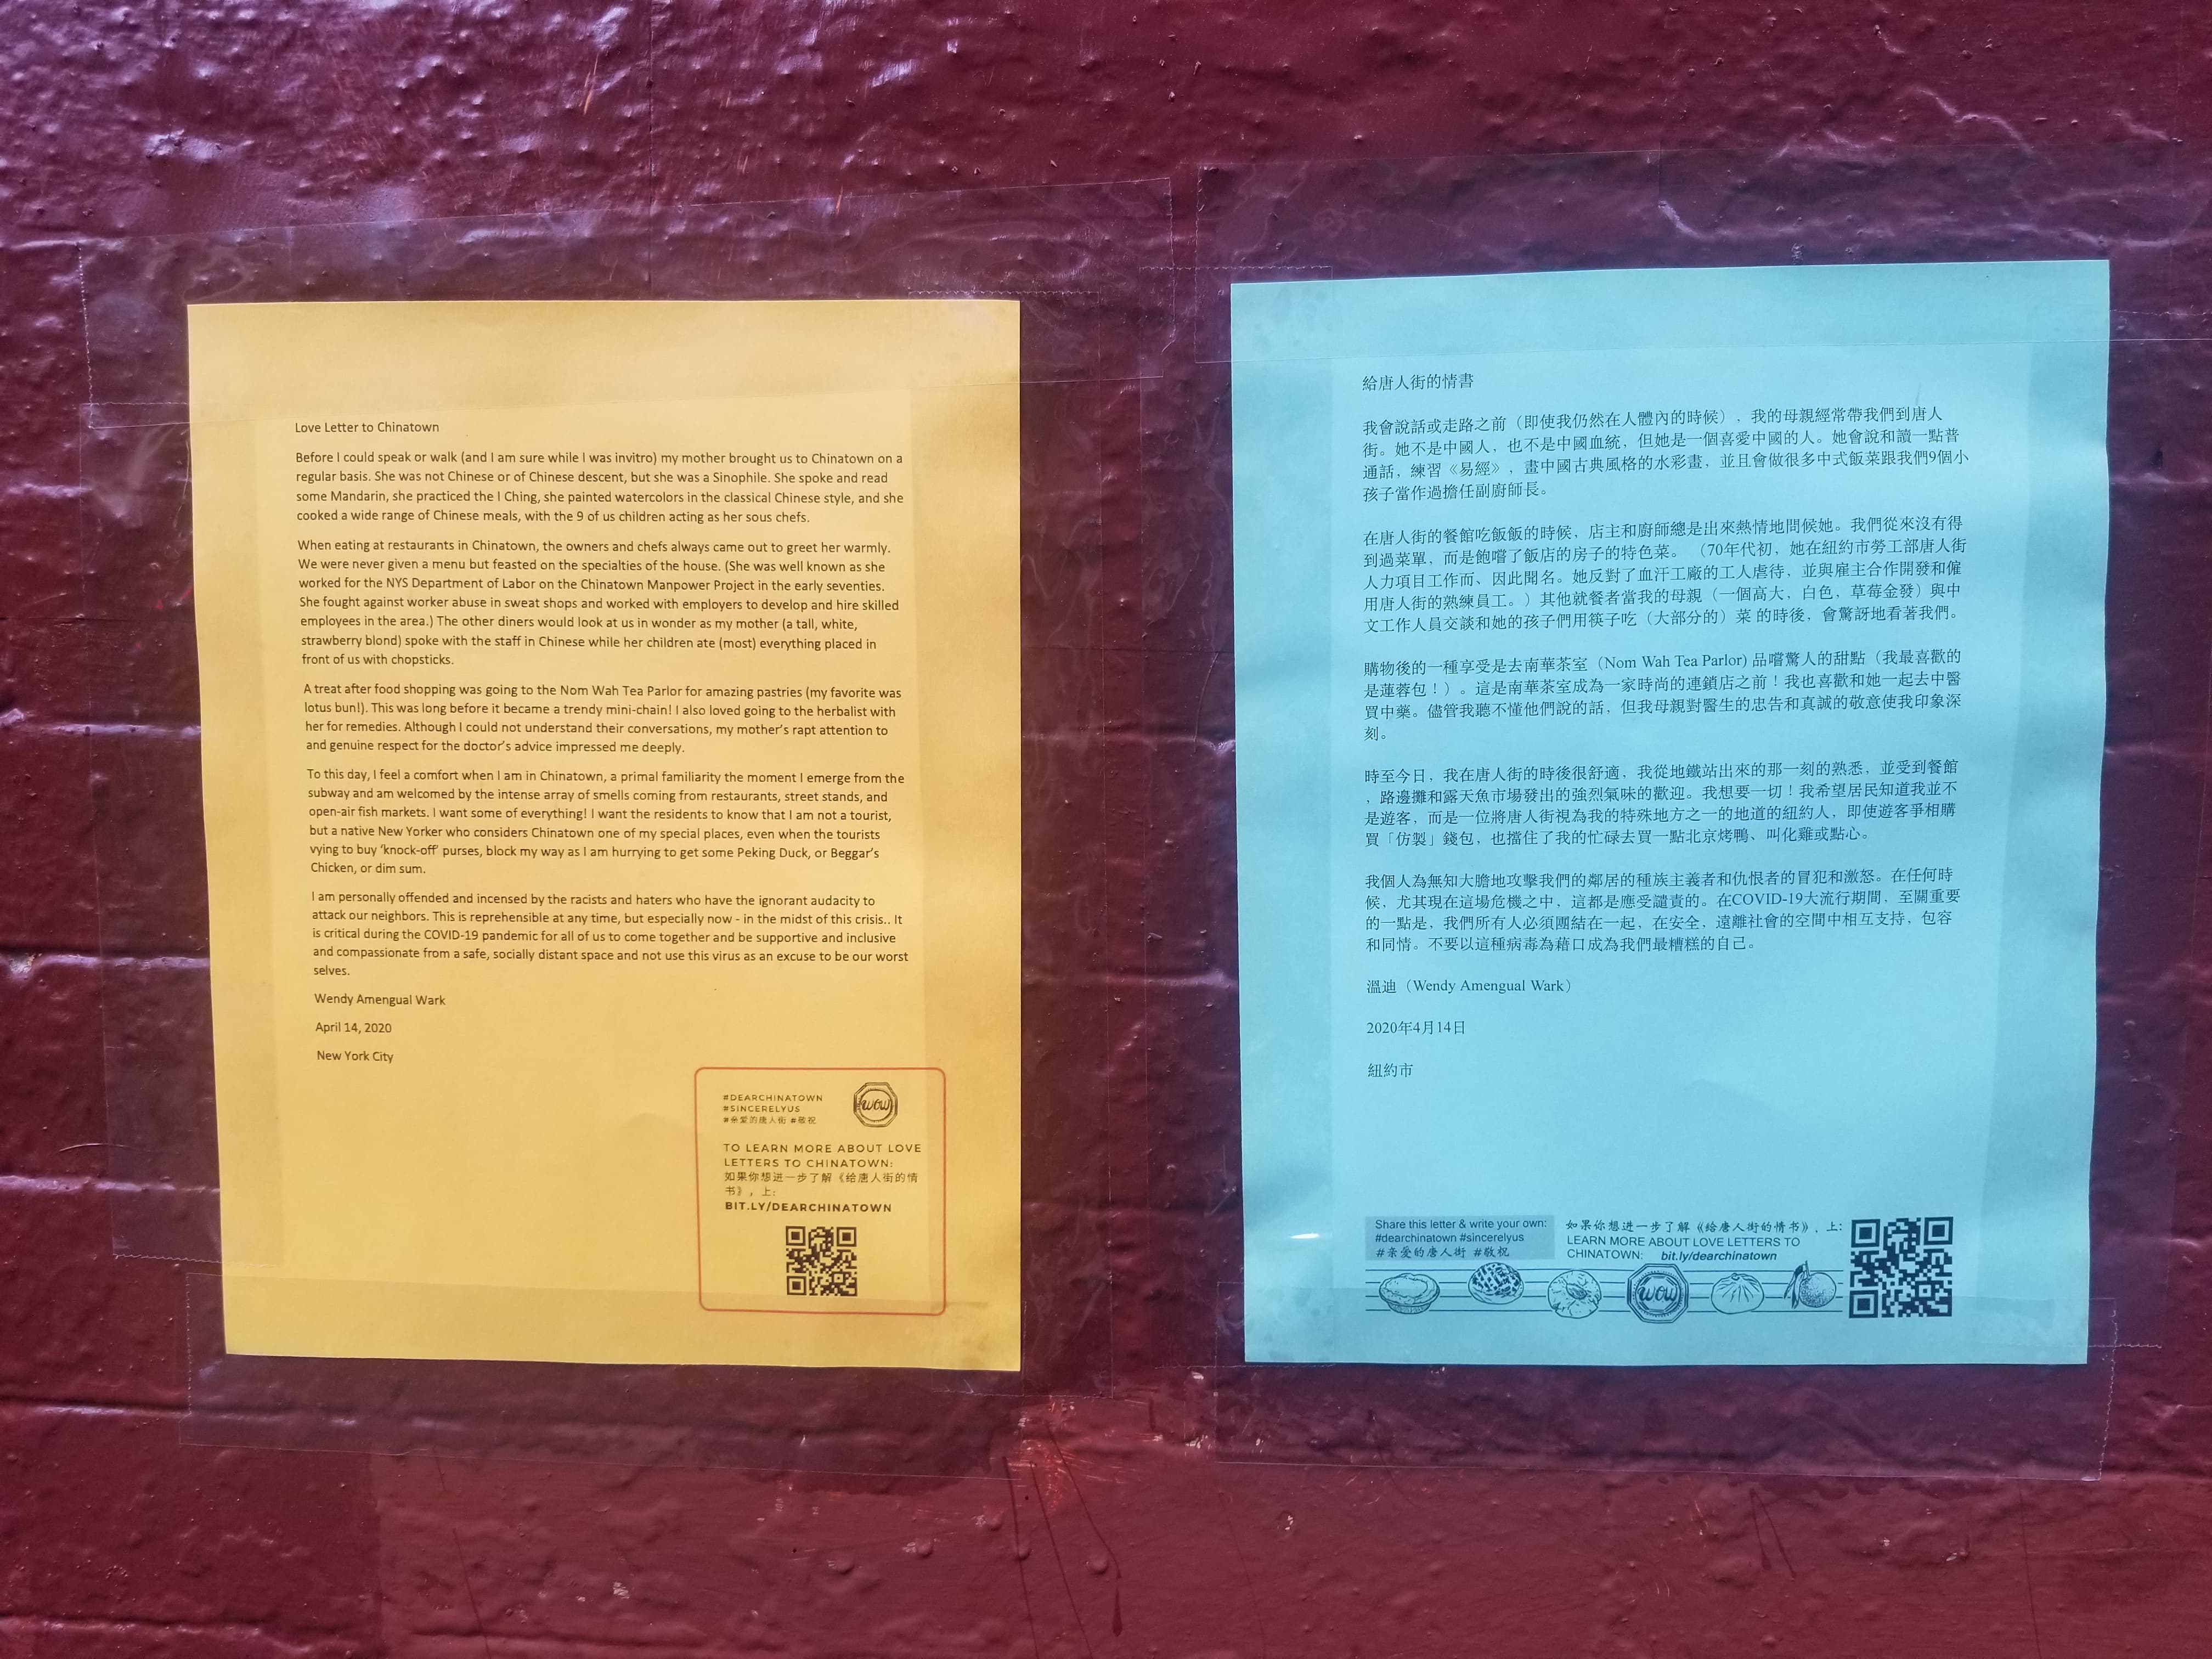 Love Letter to Chinatown
Before I could speak or walk (and I am sure while I was invitro) my mother brought us to Chinatown on a
regular basis. She was not Chinese or of Chinese descent, but she was a Sinophile. She spoke and read
some Mandarin, she practiced the I Ching, she painted watercolors in the classical Chinese style, and she
cooked a wide range of Chinese meals, with the 9 of us children acting as her sous chefs.
When eating at restaurants in Chinatown, the owners and chefs always came out to greet her warmly.
We were never given a menu but feasted on the specialties of the house. (She was well known as she
worked for the NYS Department of Labor on the Chinatown Manpower Project in the early seventies.
She fought against worker abuse in sweat shops and worked with employers to develop and hire skilled
employees in the area.) The other diners would look at us in wonder as my mother (a tall, white,
strawberry blond) spoke with the staff in Chinese while her children ate (most) everything placed in
front of us with chopsticks.
A treat after food shopping was going to the Nom Wah Tea Parlor for amazing pastries (my favorite was
lotus bun!). This was long before it became a trendy mini-chain! I also loved going to the herbalist with
her for remedies. Although I could not understand their conversations, my mother's rapt attention to
and genuine respect for the doctor's advice impressed me deeply.
To this day, I feel a comfort when I am in Chinatown, a primal familiarity the moment I emerge from the
subway and am welcomed by the intense array of smells coming from restaurants, street stands, and
open-air fish markets. I want some of everything! I want the residents to know that I am not a tourist,
but a native New Yorker who considers Chinatown one of my special places, even when the tourists
vying to buy 'knock-off' purses, block my way as I am hurrying to get some Peking Duck, or Beggar's
Chicken, or dim sum.
I am personally offended and incensed by the racists and haters who have the ignorant audacity to
attack our neighbors. This is reprehensible at any time, but especially now - in the midst of this crisis.. It
is critical during the COVID-19 pandemic for all of us to come together and be supportive and inclusive
and compassionate from a safe, socially distant space and not use this virus as an excuse to be our worst
selves.
Wendy Amengual Wark
April 14, 2020
New York City
#DEARCHINATOWN
#SINCERELYUS
#亲爱的唐人街 #敬祝
WOW
TO LEARN MORE ABOUT LOVE
LETTERS TO CHINATOWN:
如果你想进一步了解《给唐人街的情
书》，上:
BIT.LY/DEARCHINATOWN
給唐人街的情書
我會說話或走路之前（即使我仍然在人體內的時候），我的母親經常帶我們到唐人
街。她不是中國人，也不是中國血統，但她是一個喜愛中國的人。她會說和讀一點普
通話，練習《易經》，畫中國古典風格的水彩畫，並且會做很多中式飯菜跟我們9個小
孩子當作過擔任副廚師長。
在唐人街的餐館吃飯飯的時候，店主和廚師總是出來熱情地問候她。我們從來沒有得
到過菜單，而是飽嚐了飯店的房子的特色菜。（70年代初，她在紐約市勞工部唐人街
人力項目工作而、因此聞名。她反對了血汗工廠的工人虐待，並與雇主合作開發和僱
用唐人街的熟練員工。）其他就餐者當我的母親（一個高大，白色，草莓金發）與中
文工作人員交談和她的孩子們用筷子吃（大部分的）菜 的時後，會驚訝地看著我們。
購物後的一種享受是去南華茶室（Nom Wah Tea Parlor) 品嚐驚人的甜點（我最喜歡的
是蓮蓉包！）。這是南華茶室成為一家時尚的連鎖店之前！我也喜歡和她一起去中醫
買中藥。儘管我聽不懂他們說的話，但我母親對醫生的忠告和真誠的敬意使我印象深
刻。
時至今日，我在唐人街的時後很舒適，我從地鐵站出來的那一刻的熟悉，並受到餐館
，路邊攤和露天魚市場發出的強烈氣味的歡迎。我想要一切！我希望居民知道我並不
是遊客，而是一位將唐人街視為我的特殊地方之一的地道的紐約人，即使遊客爭相購
買「仿製」錢包，也擋住了我的忙碌去買一點北京烤鴨、叫化雞或點心。
我個人為無知大膽地攻擊我們的鄰居的種族主義者和仇恨者的冒犯和激怒。在任何時
候，尤其現在這場危機之中，這都是應受譴責的。在COVID-19大流行期間，至關重要
的一點是，我們所有人必須團結在一起，在安全，遠離社會的空間中相互支持，包容
和同情。不要以這種病毒為藉口成為我們最糟糕的自己。
溫迪（Wendy Amengual Wark）
2020年4月14日
紐約市
Share this letter & write your own:
#dearchinatown #sincerelyus
#亲爱的唐人街 #敬祝
如果你想进一步了解《给唐人街的情书》，上:
LEARN MORE ABOUT LOVE LETTERS TO
CHINATOWN: bit.ly/dearchinatown
WOW